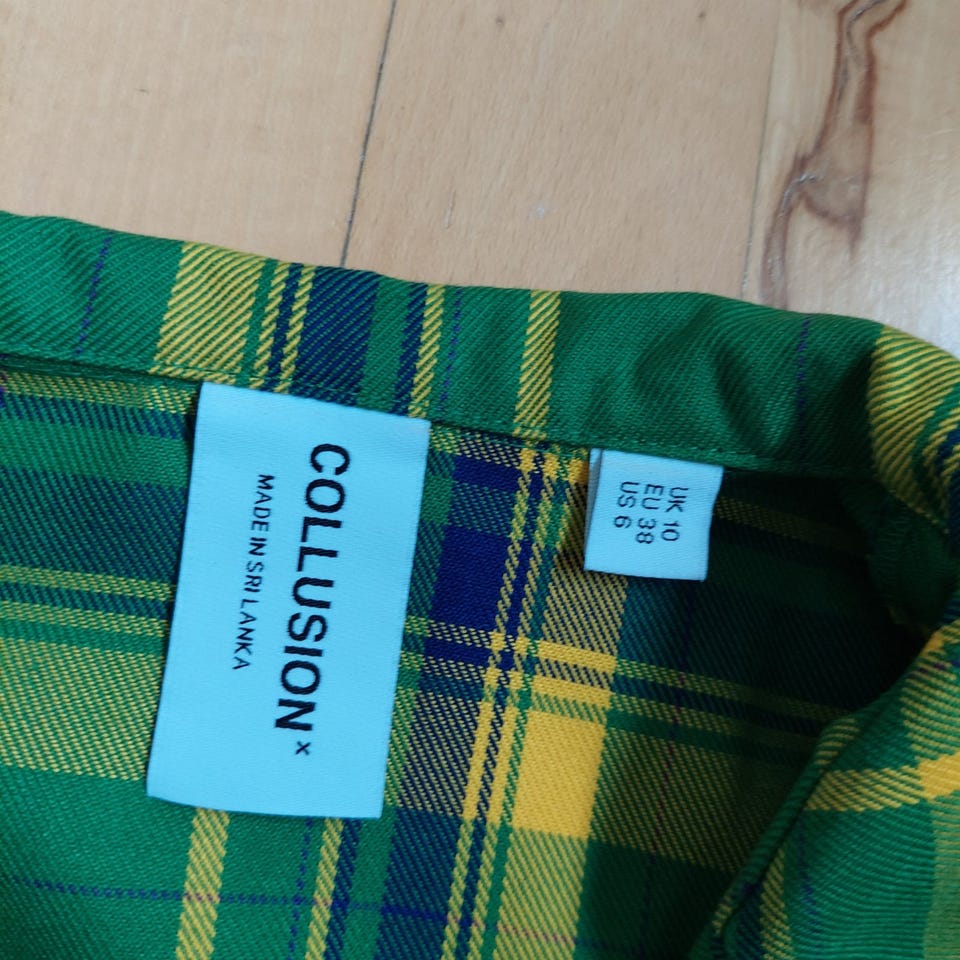 COLLUSION x
MADE IN SRI LANKA
UK 10
EU 38
US 6